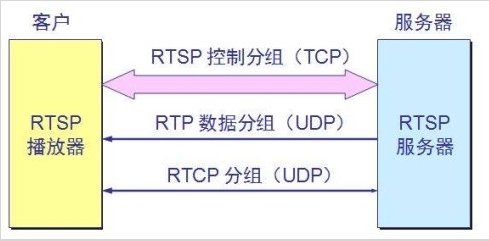 客户
服务器
RTSP 控制分组（TCP）
RTSP
播放器
RTP 数据分组（UDP）
RTSP
服务器
RTCP 分组（UDP）